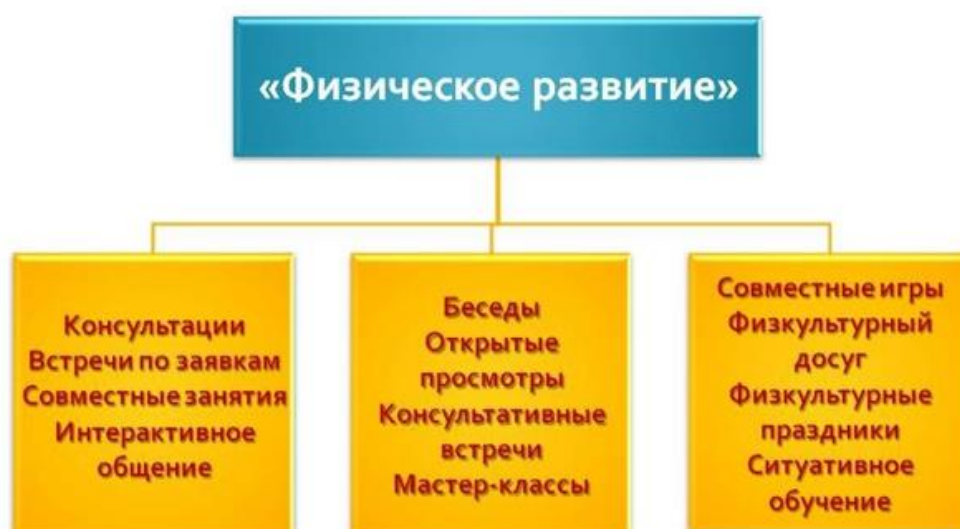 «Физическое развитие»
Консультации
Встречи по заявкам
Совместные занятия
Интерактивное
общение
Беседы
Открытые
просмотры
Консультативные
встречи
Мастер-классы
Совместные игры
Физкультурный
досуг
Физкультурные
праздники
Ситуативное
обучение